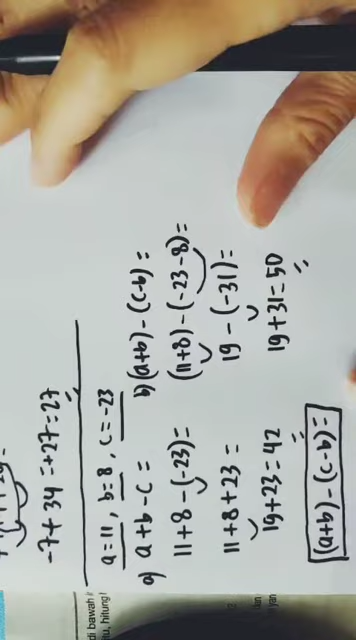 -7 + 34 = +27 = 27
a = 11, b = 8, c = -23
a) a + b - c =
11 + 8 - (-23) =
11 + 8 + 23 =
19 + 23 = 42
b) (a+b) - (c-b) =
(11+8) - (-23-8) =
19 - (-31) =
19 + 31 = 50
(a+b) - (c-b) =
di bawah i
tu, hitung l